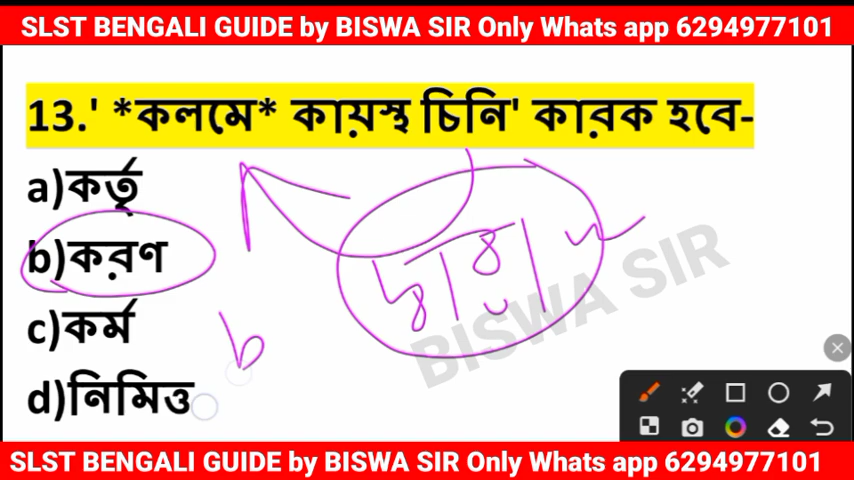 SLST BENGALI GUIDE by BISWA SIR Only Whats app 6294977101
13.' *কলমে* কায়স্থ চিনি' কারক হবে-
a)কর্তৃ
b)করণ
c)কর্ম
d)নিমিত্ত
b
BISWA SIR
SLST BENGALI GUIDE by BISWA SIR Only Whats app 6294977101